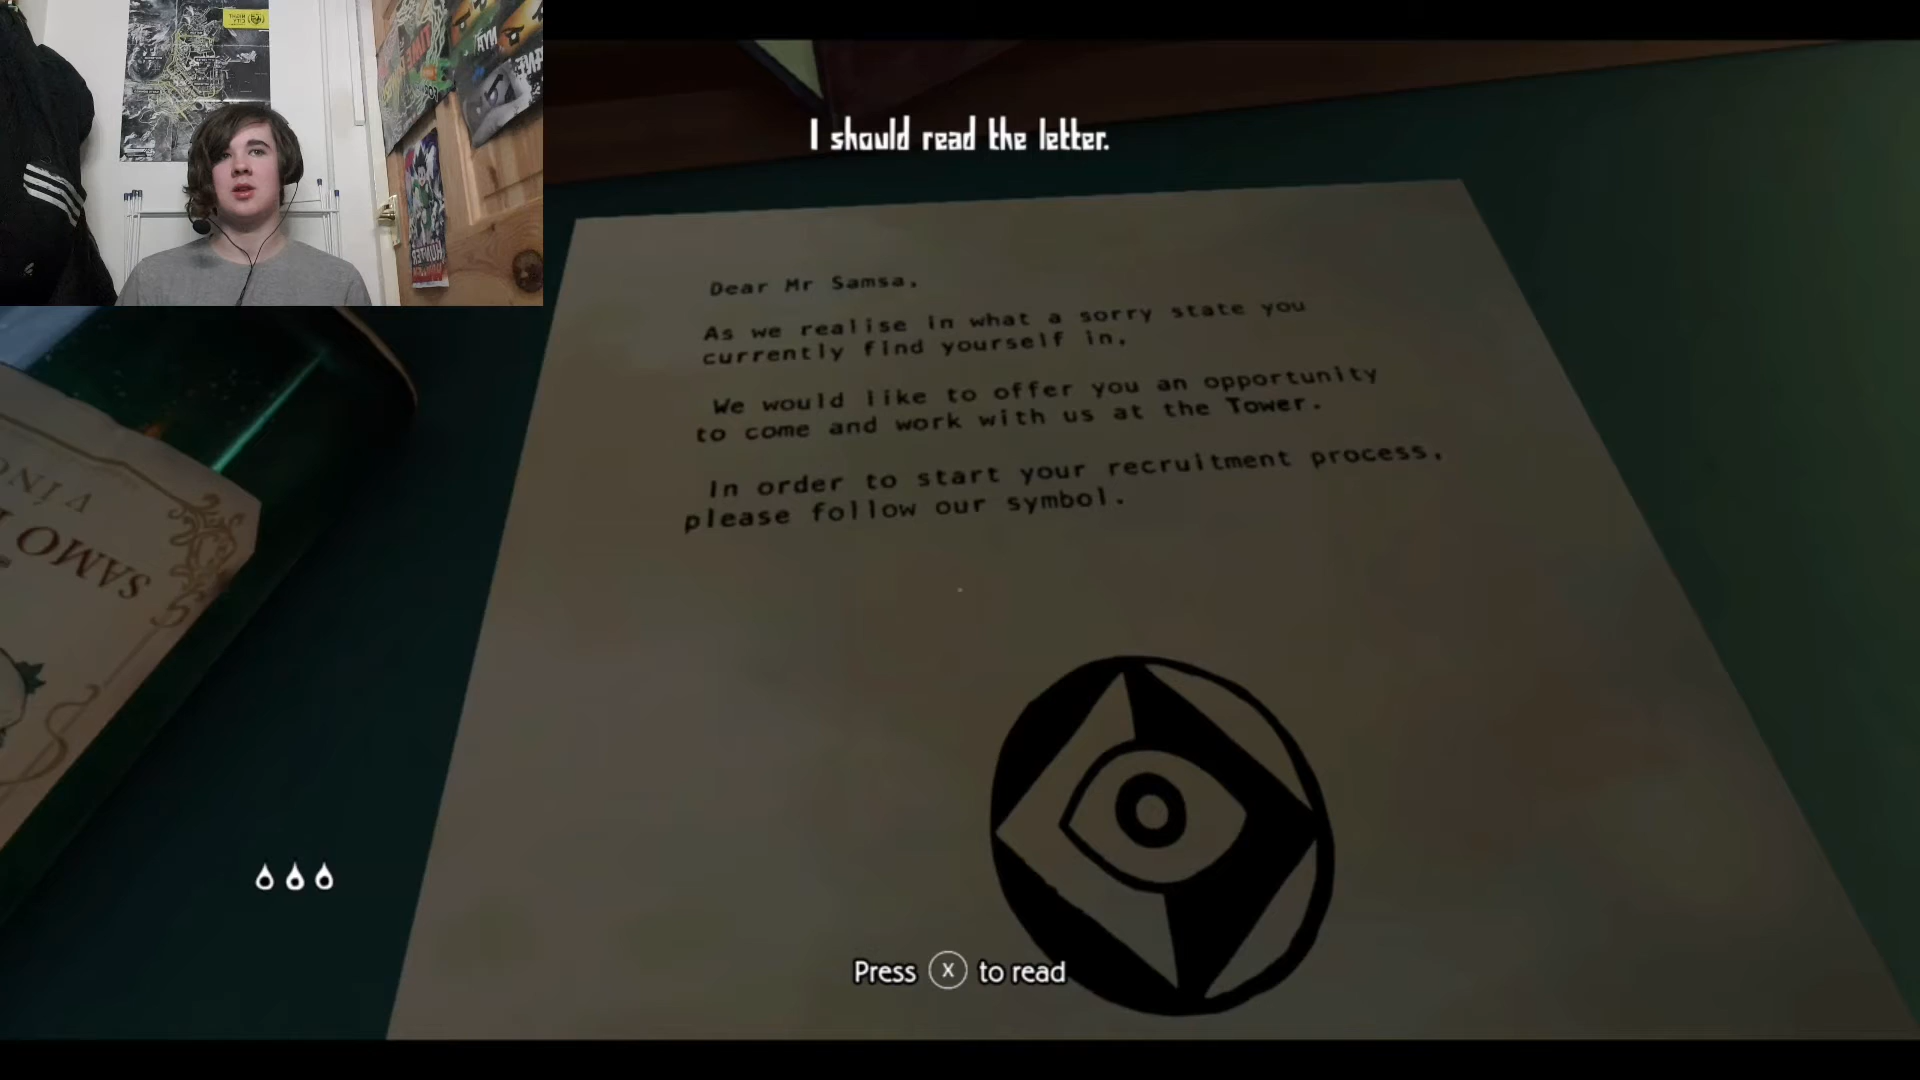 I should read the letter.
Dear Mr Samsa,
As we realise in what a sorry state you
currently find yourself in,
We would like to offer you an opportunity
to come and work with us at the Tower.
In order to start your recruitment process,
please follow our symbol.
SAMO
Press X to read